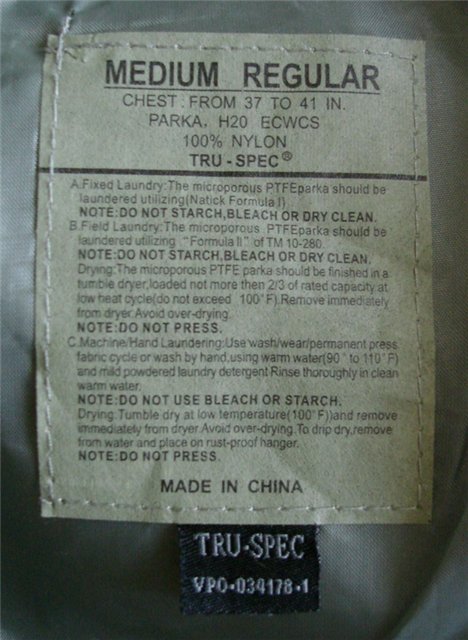 MEDIUM REGULAR
CHEST : FROM 37 TO 41 IN.
PARKA, H20 ECWCS
100% NYLON
TRU - SPEC®
A.Fixed Laundry:The microporous PTFEparka should be
laundered utilizing(Natick Formula I)
NOTE:DO NOT STARCH,BLEACH OR DRY CLEAN.
B.Field Laundry:The microporous .PTFEparka should be
laundered utilizing "Formula II" of TM 10-280.
NOTE:DO NOT STARCH,BLEACH OR DRY CLEAN.
Drying:The microporous PTFE parka should be finished in a
tumble dryer,loaded not more then 2/3 of rated capacity at
low heat cycle(do not exceed 100°F).Remove immediately
from dryer.Avoid over-drying.
NOTE:DO NOT PRESS.
C.Machine/Hand Laundering:Use wash/wear/permanent press
fabric cycle or wash by hand,using warm water(90° to 110°F)
and mild powdered laundry detergent Rinse thoroughly in clean
warm water.
NOTE:DO NOT USE BLEACH OR STARCH.
Drying:Tumble dry at low temperature(100°F))and remove
immediately from dryer.Avoid over-drying.To drip dry,remove
from water and place on rust-proof hanger.
NOTE:DO NOT PRESS.
MADE IN CHINA
TRU-SPEC
VPO-034178-1